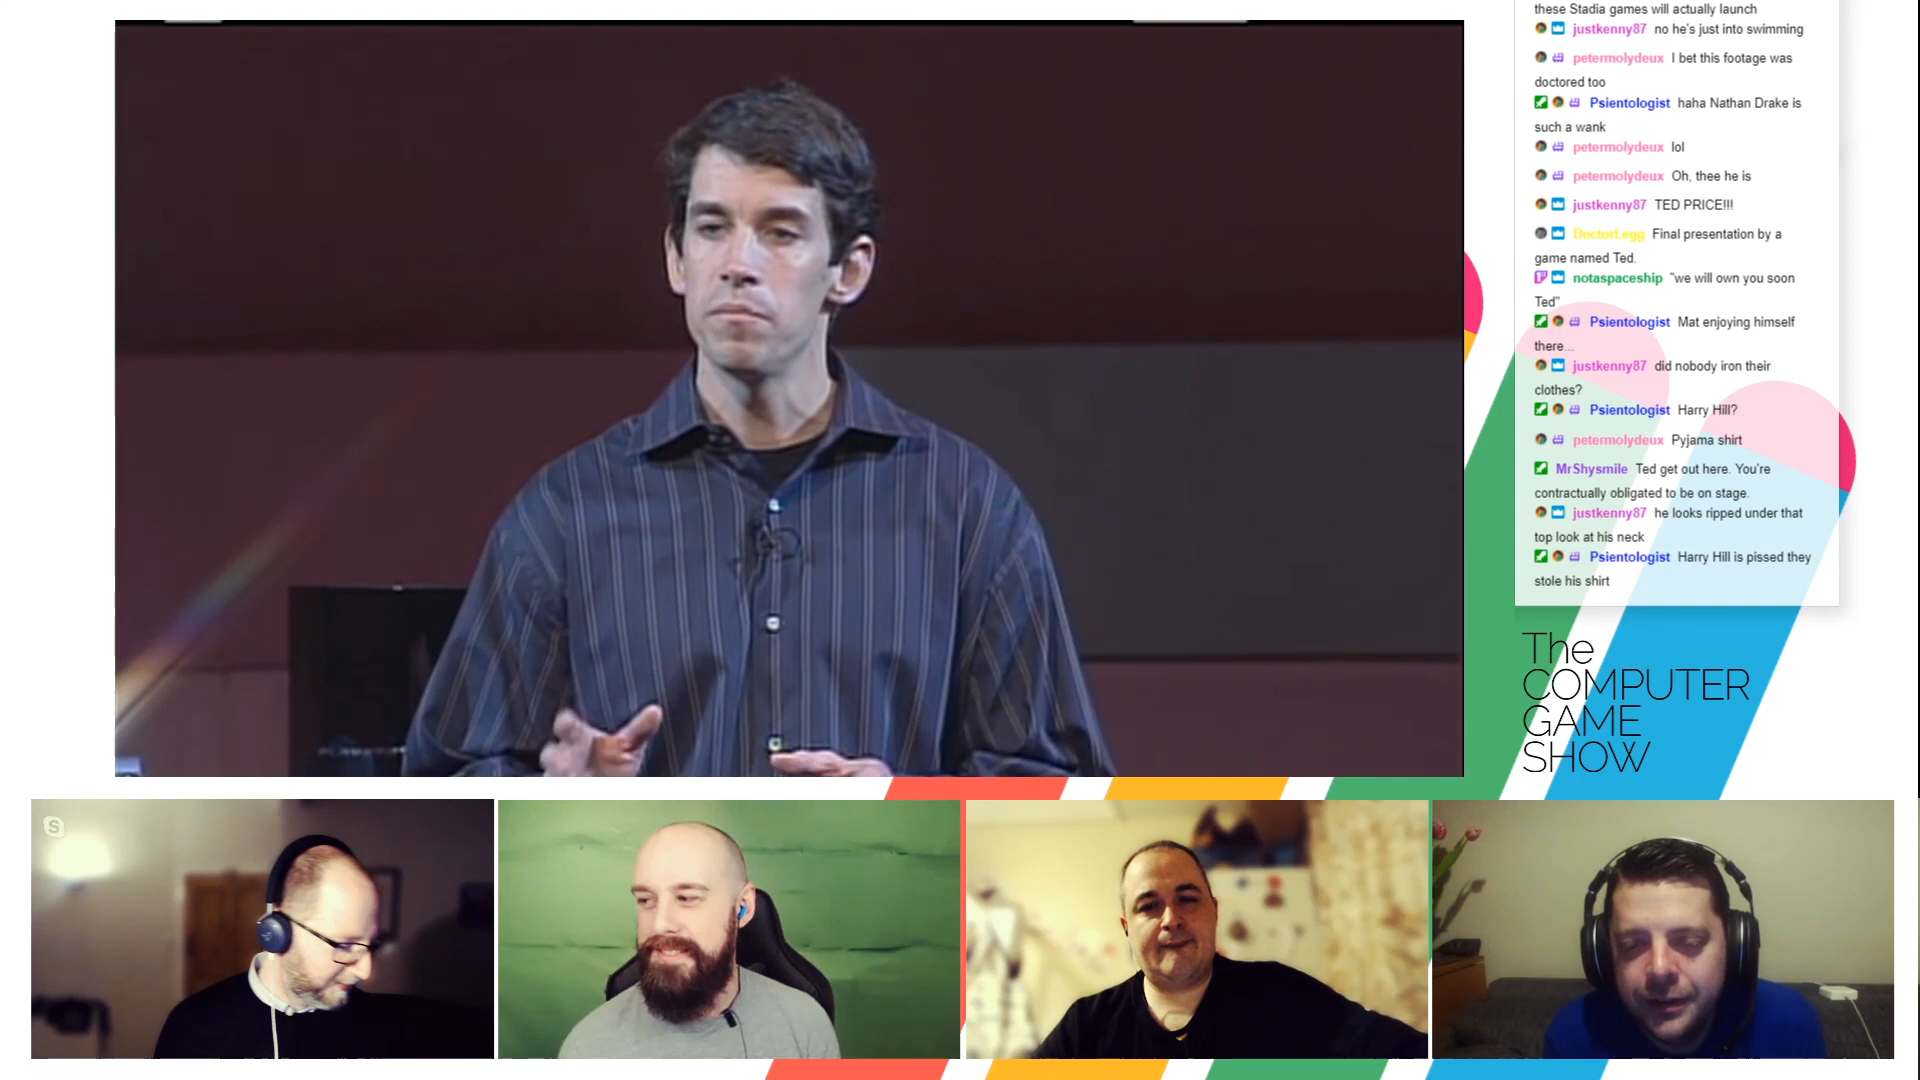 these Stadia games will actually launch
justkenny87 no he's just into swimming
petermolydeux I bet this footage was
doctored too
Psientologist haha Nathan Drake is
such a wank
petermolydeux lol
petermolydeux Oh, thee he is
justkenny87 TED PRICE!!!
DoctorLegg Final presentation by a
game named Ted.
notaspaceship "we will own you soon
Ted"
Psientologist Mat enjoying himself
there...
justkenny87 did nobody iron their
clothes?
Psientologist Harry Hill?
petermolydeux Pyjama shirt
MrShysmile Ted get out here. You're
contractually obligated to be on stage.
justkenny87 he looks ripped under that
top look at his neck
Psientologist Harry Hill is pissed they
stole his shirt
The
COMPUTER
GAME
SHOW
S